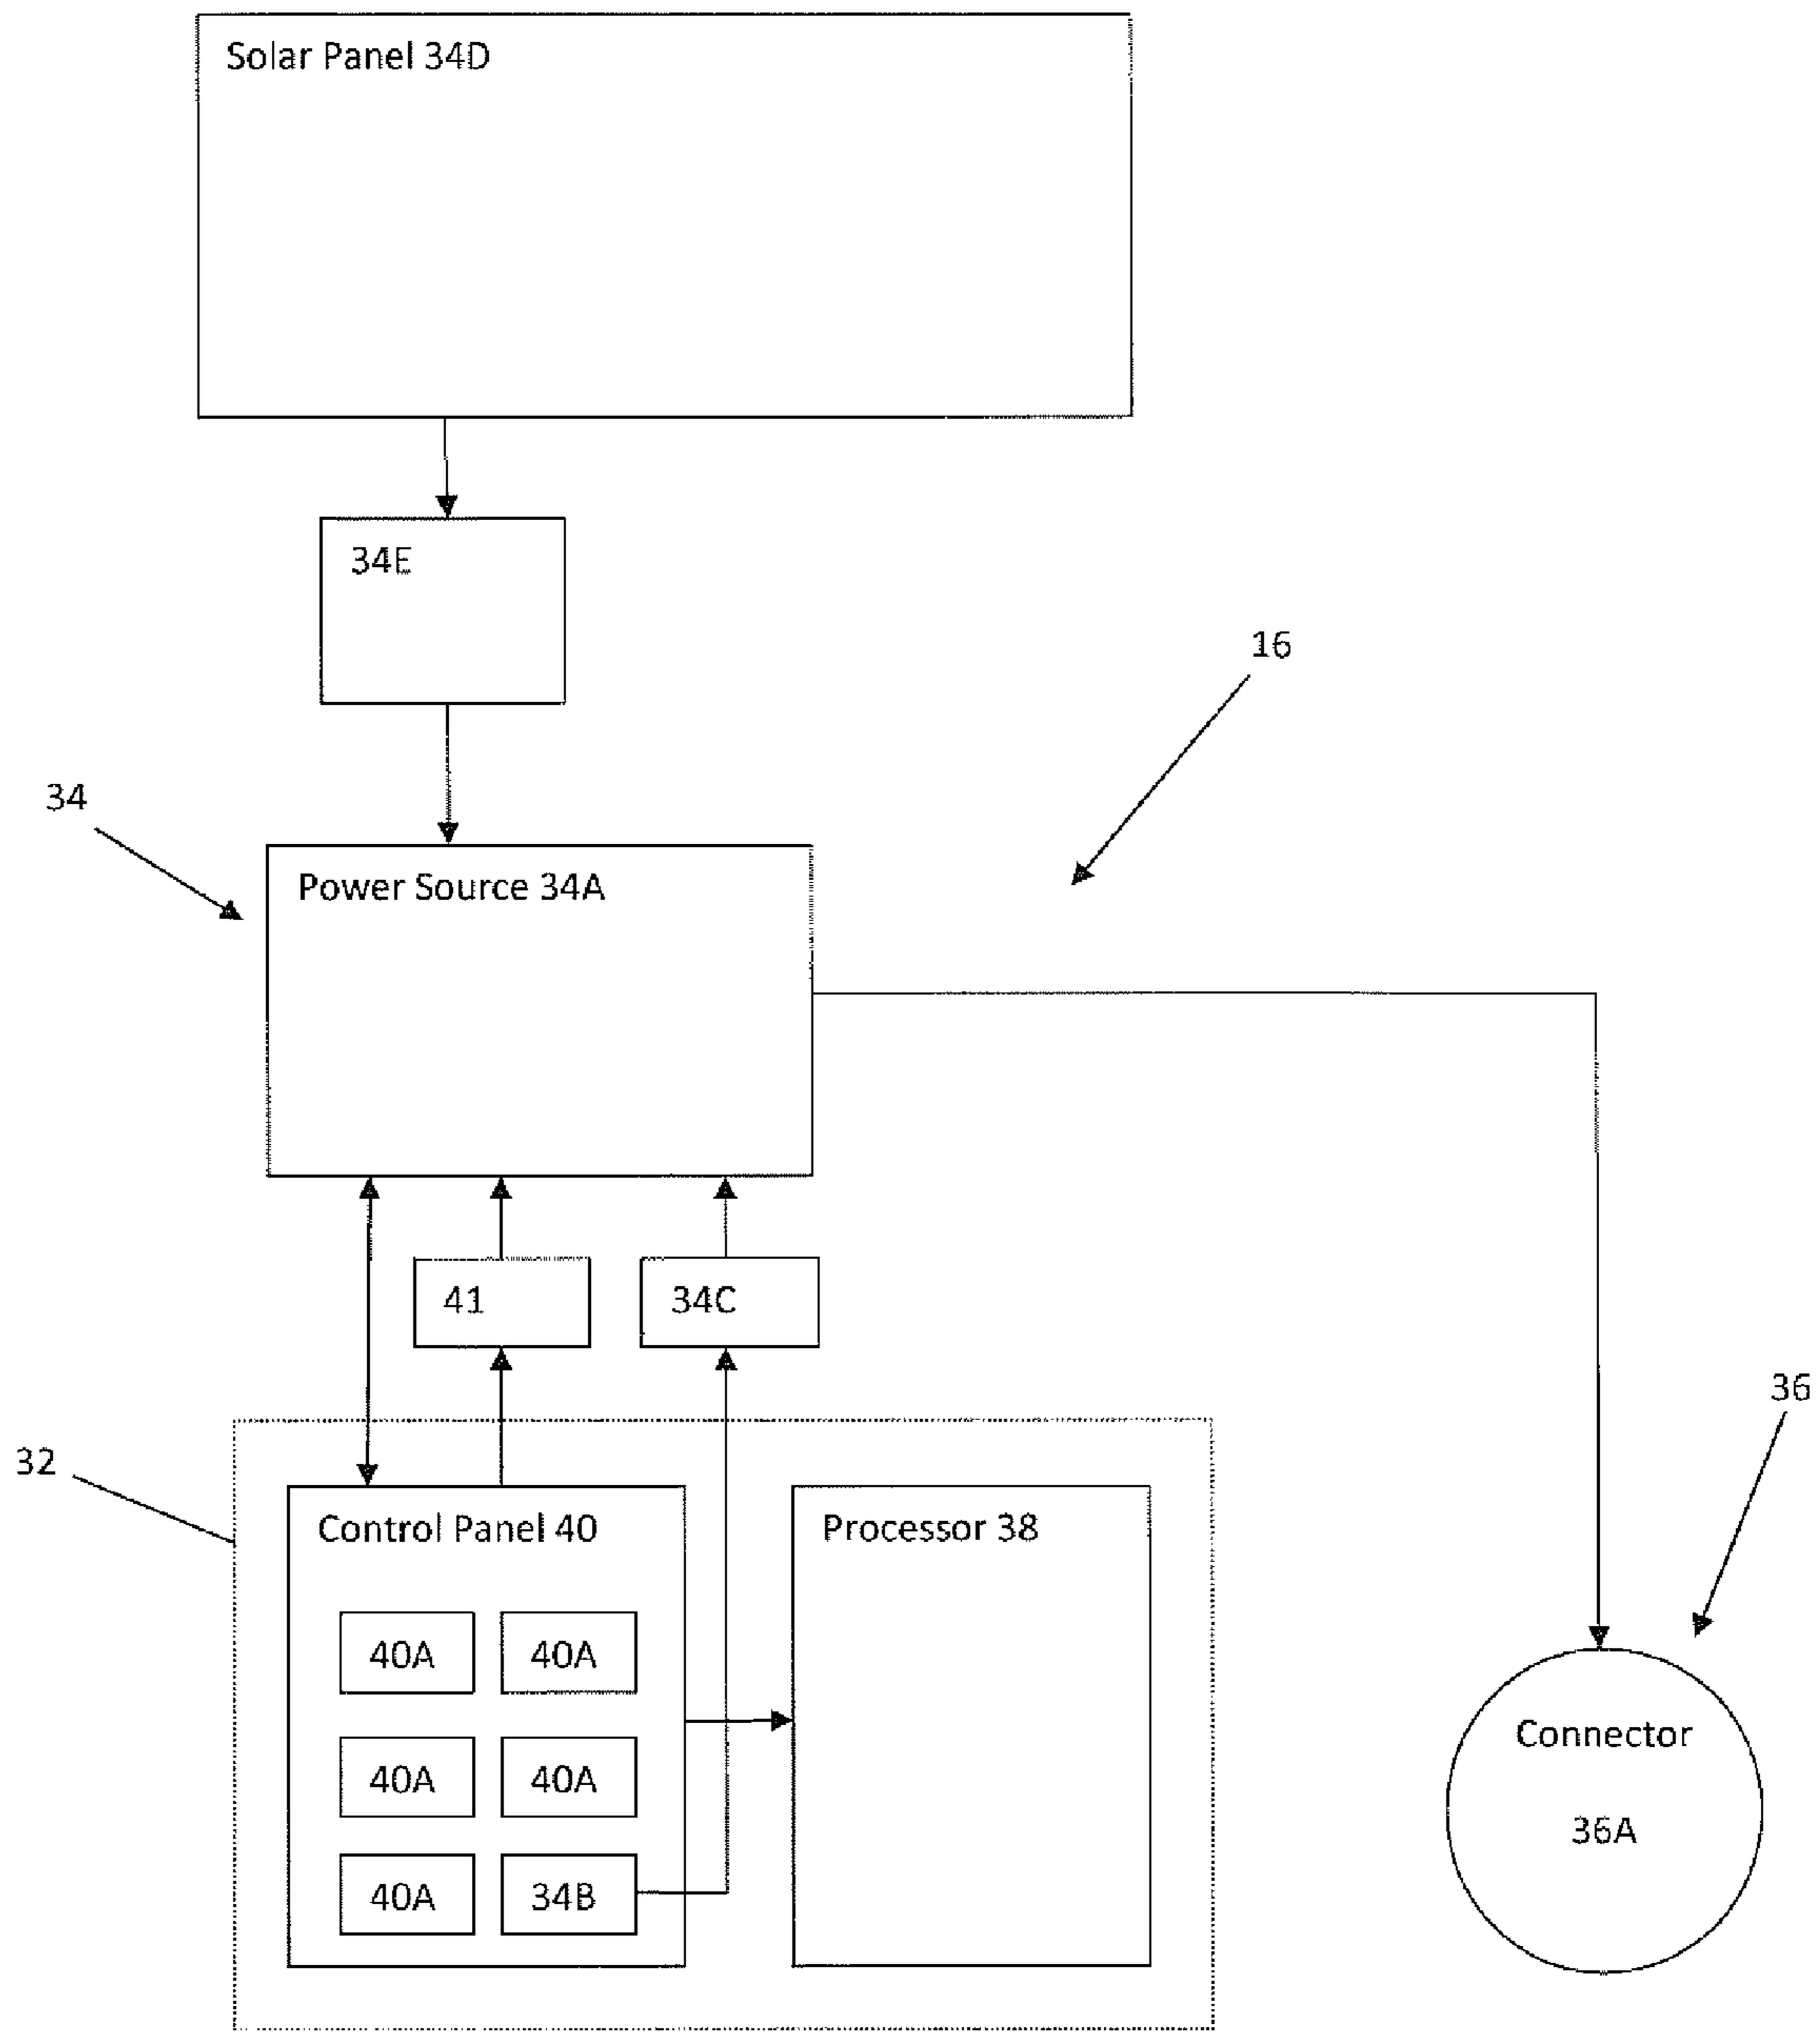 Solar Panel 34D
34E
16
34
Power Source 34A
41
34C
36
32
Control Panel 40
Processor 38
40A
40A
40A
40A
40A
34B
Connector
36A